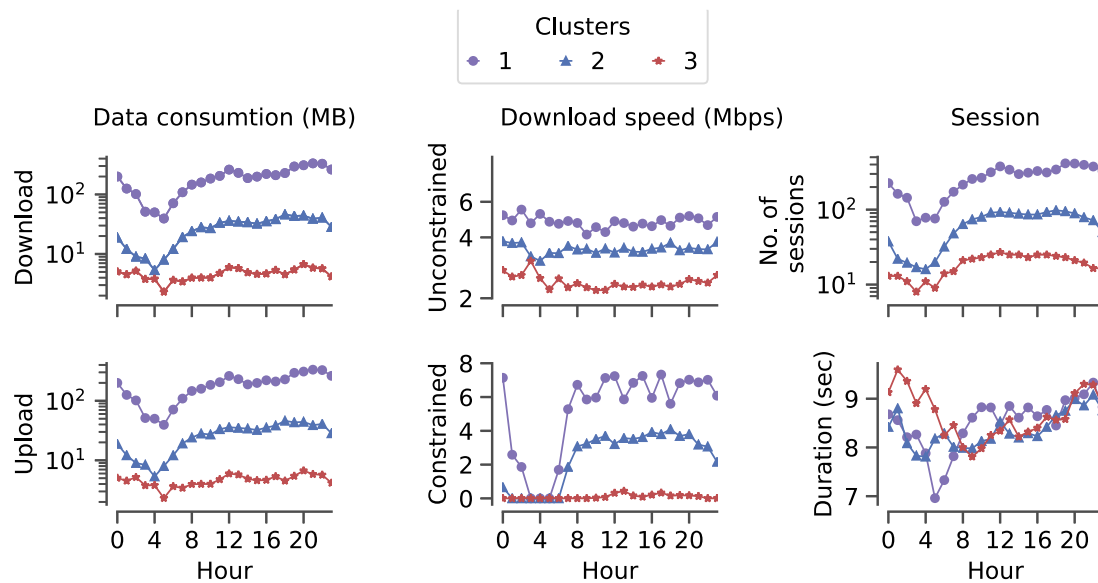 Clusters
1 2 3
Data consumtion (MB)
Download speed (Mbps)
Session
Download
10²
10¹
Unconstrained
6
4
2
No. of
sessions
10²
10¹
Upload
10²
10¹
0 4 8 12 16 20
Hour
Constrained
8
6
4
2
0
0 4 8 12 16 20
Hour
Duration (sec)
9
8
7
0 4 8 12 16 20
Hour